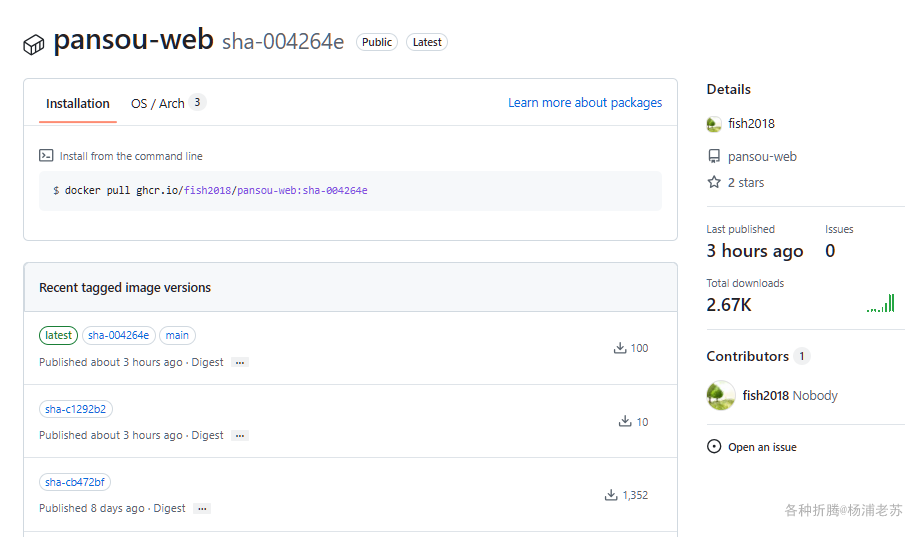 pansou-web sha-004264e Public Latest
Installation OS / Arch 3 Learn more about packages
Install from the command line
$ docker pull ghcr.io/fish2018/pansou-web:sha-004264e
Recent tagged image versions
latest sha-004264e main
Published about 3 hours ago · Digest ···
100
sha-c1292b2
Published about 3 hours ago · Digest ···
10
sha-cb472bf
Published 8 days ago · Digest ···
1,352
Details
fish2018
pansou-web
2 stars
Last published Issues
3 hours ago 0
Total downloads
2.67K
Contributors 1
fish2018 Nobody
Open an issue
各种折腾@杨浦老苏